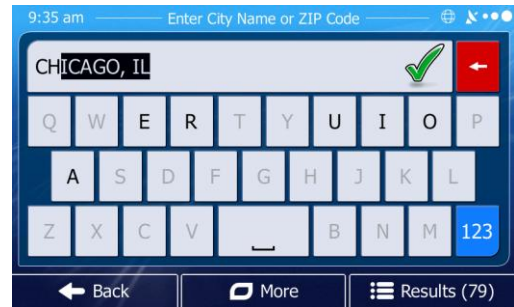 9:35 am Enter City Name or ZIP Code
CHICAGO, IL
Q W E R T Y U I O P
A S D F G H J K L
Z X C V B N M 123
Back More Results (79)